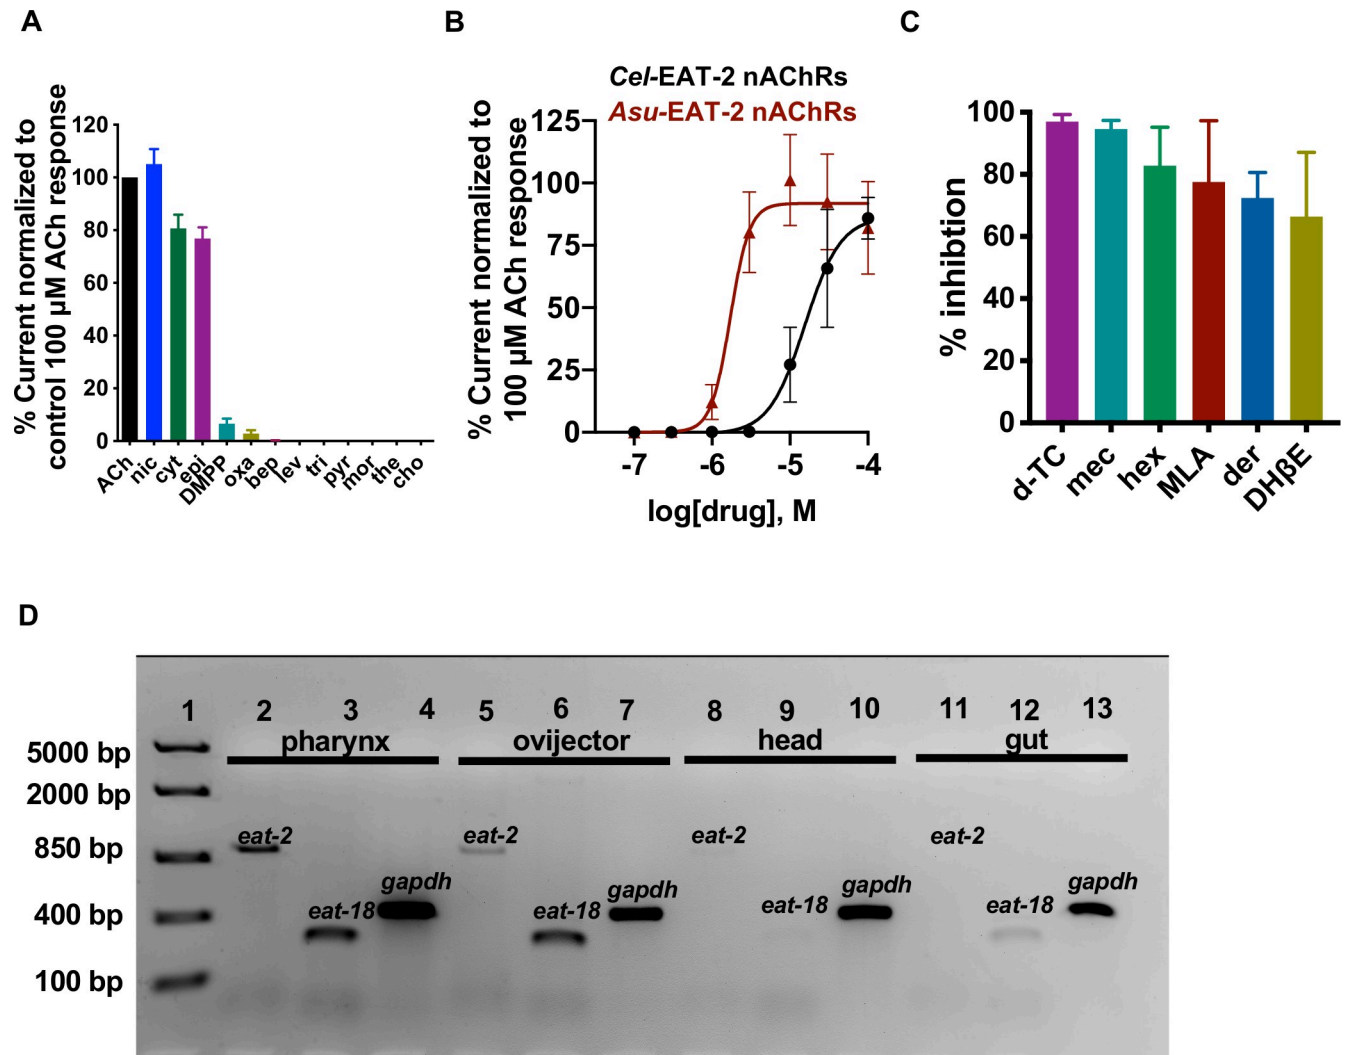 A
% Current normalized to
control 100 µM ACh response
120
100
80
60
40
20
0
ACh
nic
cyt
epi
DMPP
oxa
bep
lev
tri
pyr
mor
the
cho
B
Cel-EAT-2 nAChRs
Asu-EAT-2 nAChRs
% Current normalized to
100 µM ACh response
125
100
75
50
25
0
-7
-6
-5
-4
log[drug], M
C
% inhibtion
100
80
60
40
20
0
d-TC
mec
hex
MLA
der
DHβE
D
1 2 3 4 5 6 7 8 9 10 11 12 13
pharynx ovijector head gut
5000 bp
2000 bp
850 bp
400 bp
100 bp
eat-2 eat-2 eat-2 eat-2
gapdh gapdh gapdh gapdh
eat-18 eat-18 eat-18 eat-18